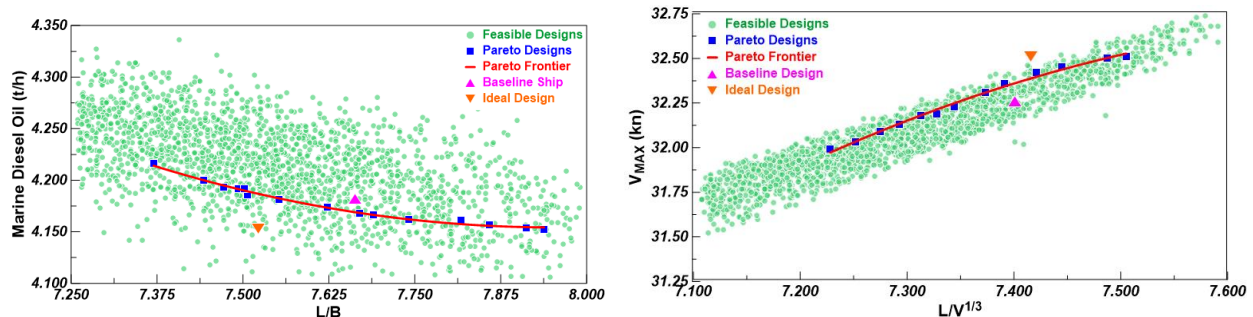 4.350
4.300
4.250
4.200
4.150
4.100
Marine Diesel Oil (t/h)
Feasible Designs
Pareto Designs
Pareto Frontier
Baseline Ship
Ideal Design
7.250 7.375 7.500 7.625 7.750 7.875 8.000
L/B
32.75
32.50
32.25
32.00
31.75
31.50
31.25
V_MAX (kn)
Feasible Designs
Pareto Designs
Pareto Frontier
Baseline Design
Ideal Design
7.100 7.200 7.300 7.400 7.500 7.600
L/V^1/3